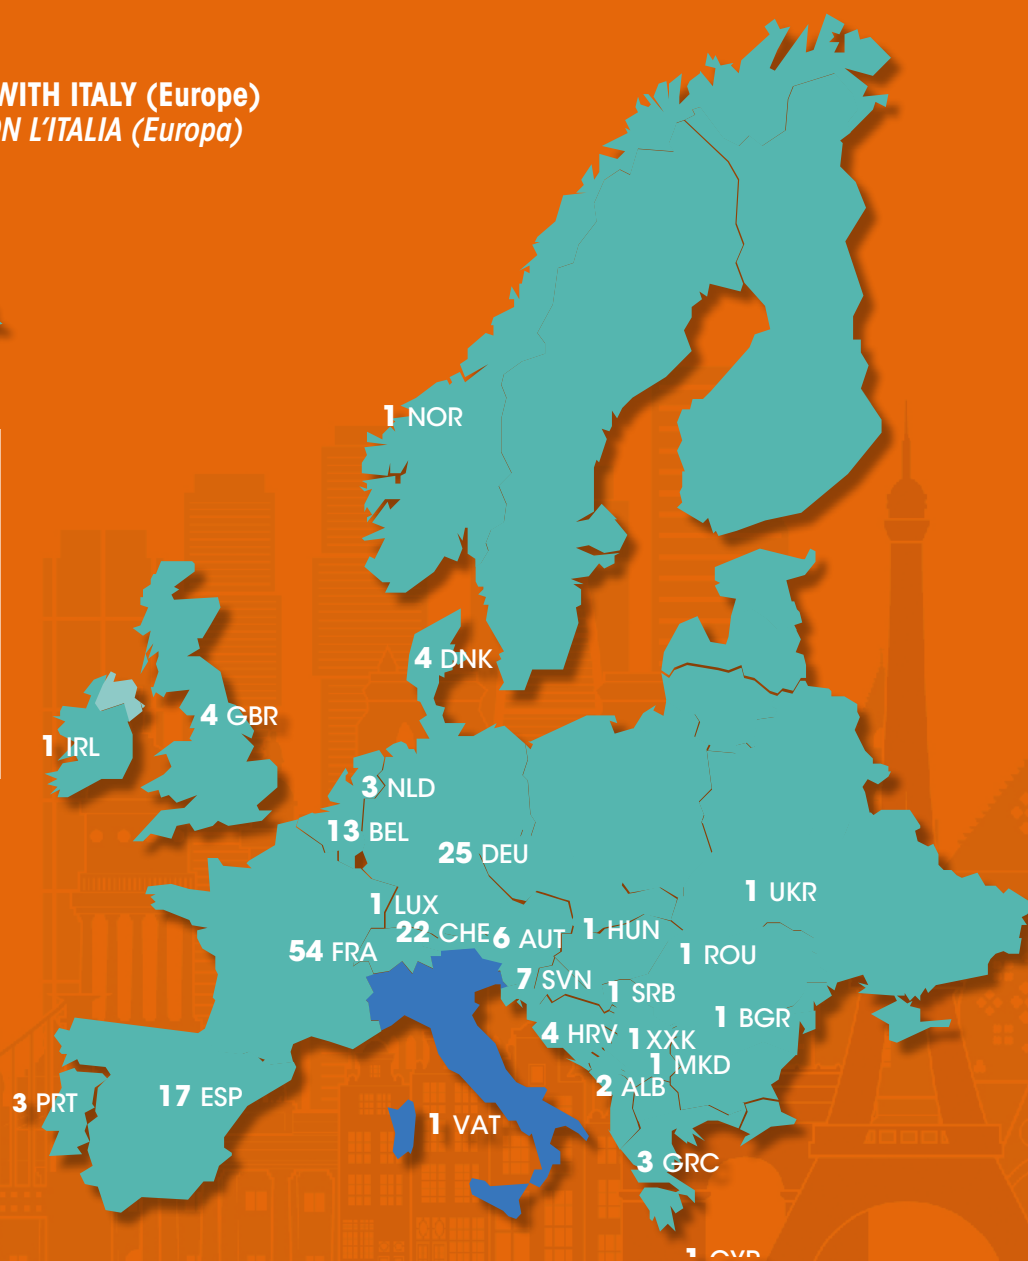 WITH ITALY (Europe)
ON L'ITALIA (Europa)
1 NOR
4 DNK
4 GBR
1 IRL
3 NLD
13 BEL
25 DEU
1 UKR
1 LUX
22 CHE
6 AUT
1 HUN
54 FRA
1 ROU
7 SVN
1 SRB
1 BGR
4 HRV
1 XXK
1 MKD
2 ALB
17 ESP
3 PRT
1 VAT
3 GRC
1 CYP